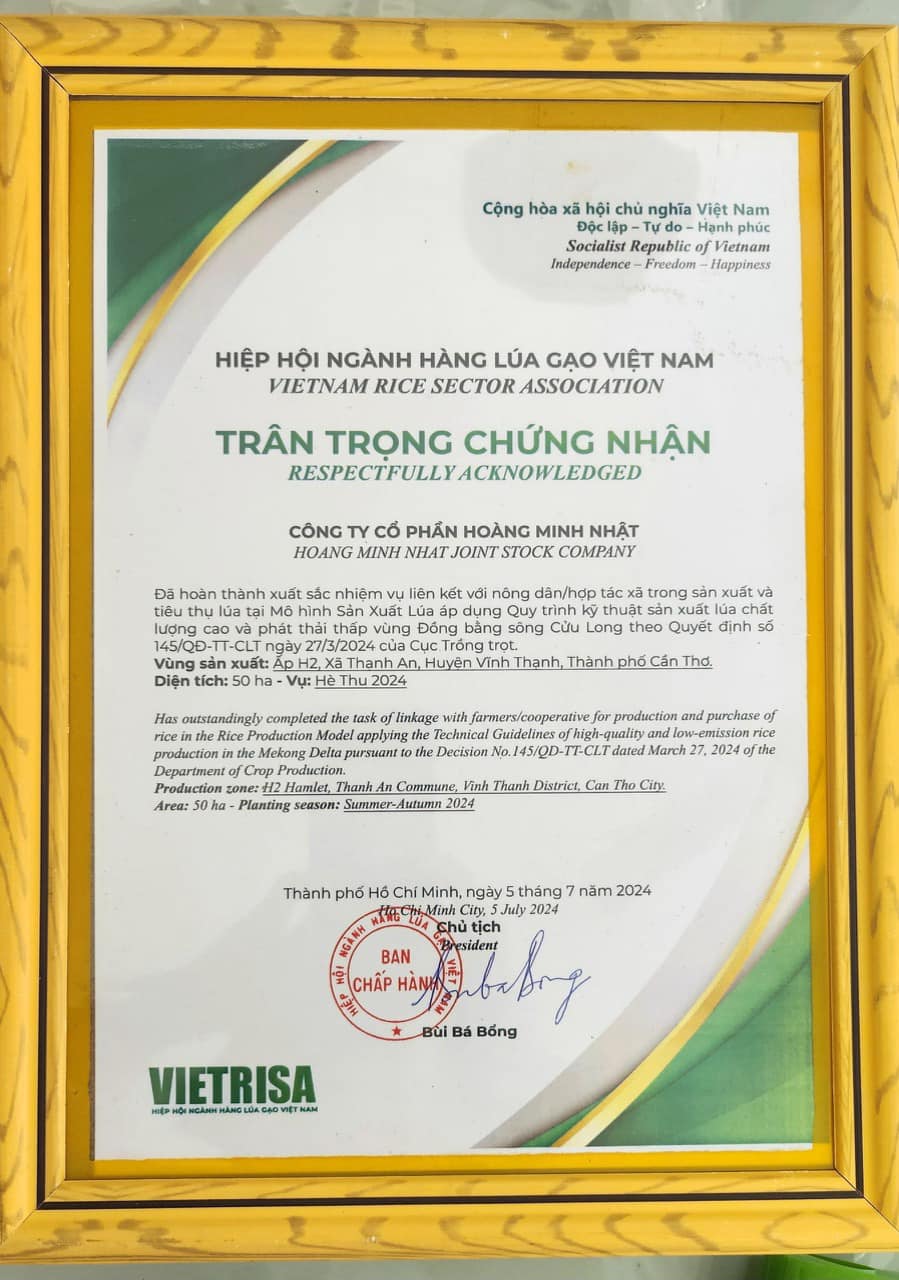 Cộng hòa xã hội chủ nghĩa Việt Nam
Độc lập – Tự do – Hạnh phúc
Socialist Republic of Vietnam
Independence – Freedom – Happiness
HIỆP HỘI NGÀNH HÀNG LÚA GẠO VIỆT NAM
VIETNAM RICE SECTOR ASSOCIATION
TRÂN TRỌNG CHỨNG NHẬN
RESPECTFULLY ACKNOWLEDGED
CÔNG TY CỔ PHẦN HOÀNG MINH NHẬT
HOANG MINH NHAT JOINT STOCK COMPANY
Đã hoàn thành xuất sắc nhiệm vụ liên kết với nông dân/hợp tác xã trong sản xuất và
tiêu thụ lúa tại Mô hình Sản Xuất Lúa áp dụng Quy trình kỹ thuật sản xuất lúa chất
lượng cao và phát thải thấp vùng Đồng bằng sông Cửu Long theo Quyết định số
145/QĐ-TT-CLT ngày 27/3/2024 của Cục Trồng trọt.
Vùng sản xuất: Ấp H2, Xã Thạnh An, Huyện Vĩnh Thạnh, Thành phố Cần Thơ.
Diện tích: 50 ha - Vụ: Hè Thu 2024
Has outstandingly completed the task of linkage with farmers/cooperative for production and purchase of
rice in the Rice Production Model applying the Technical Guidelines of high-quality and low-emission rice
production in the Mekong Delta pursuant to the Decision No.145/QD-TT-CLT dated March 27, 2024 of the
Department of Crop Production.
Production zone: H2 Hamlet, Thanh An Commune, Vinh Thanh District, Can Tho City.
Area: 50 ha - Planting season: Summer-Autumn 2024
Thành phố Hồ Chí Minh, ngày 5 tháng 7 năm 2024
Ho Chi Minh City, 5 July 2024
Chủ tịch
President
HIỆP HỘI NGÀNH HÀNG LÚA GẠO VIỆT NAM
BAN
CHẤP HÀNH
Bùi Bá Bổng
VIETRISA
HIỆP HỘI NGÀNH HÀNG LÚA GẠO VIỆT NAM